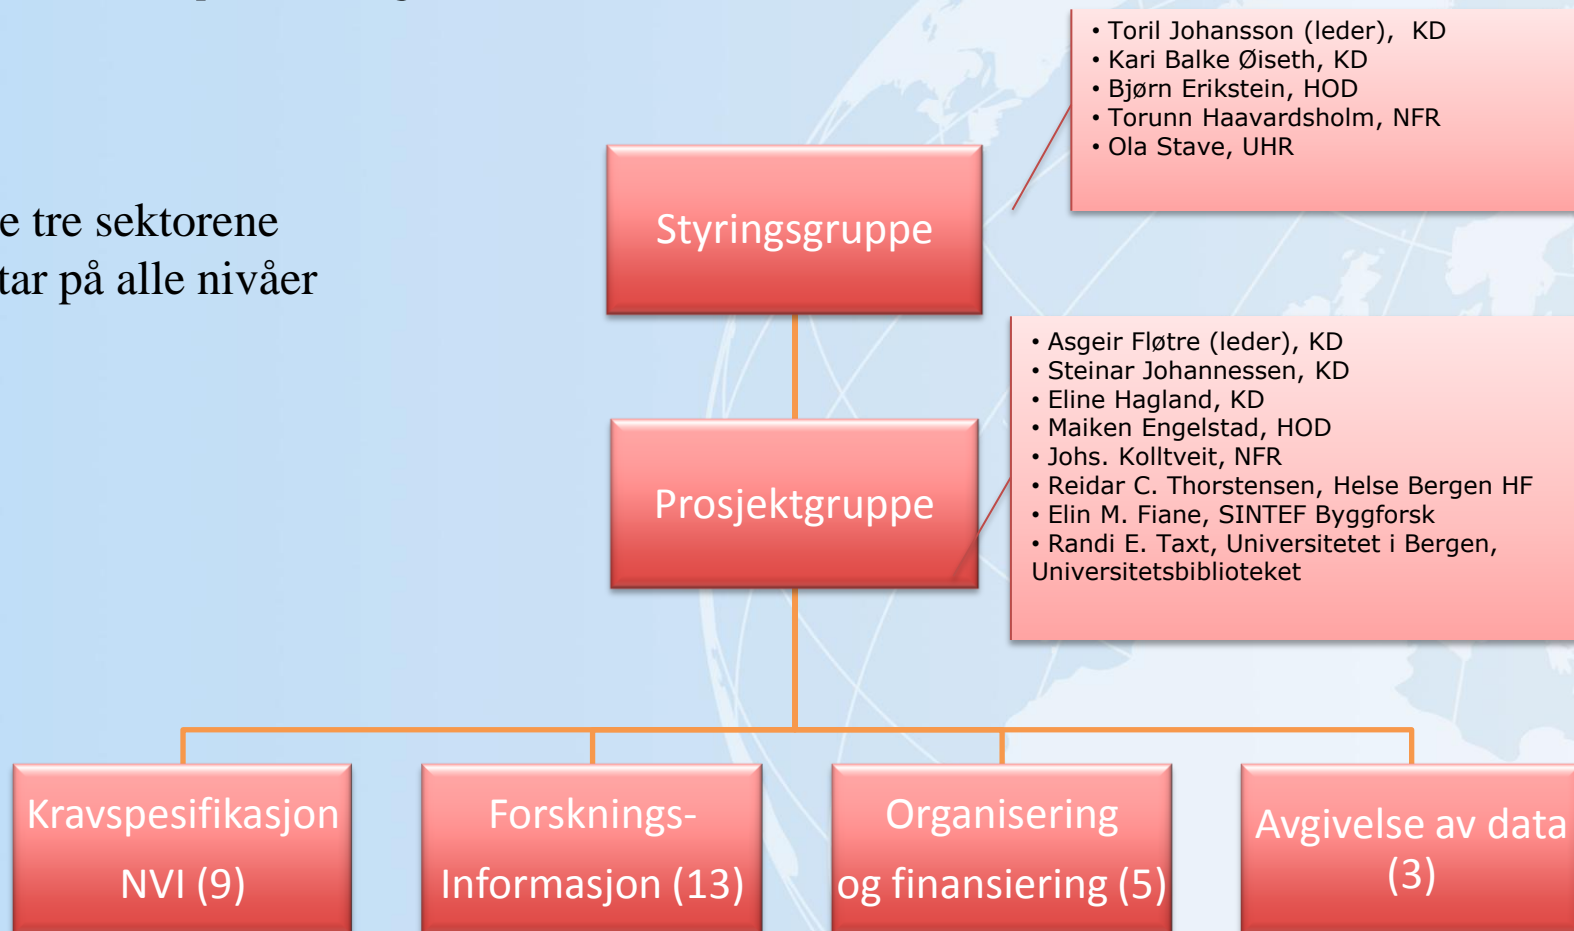 • Toril Johansson (leder), KD
• Kari Balke Øiseth, KD
• Bjørn Erikstein, HOD
• Torunn Haavardsholm, NFR
• Ola Stave, UHR
Styringsgruppe
e tre sektorene
tar på alle nivåer
• Asgeir Fløtre (leder), KD
• Steinar Johannessen, KD
• Eline Hagland, KD
• Maiken Engelstad, HOD
• Johs. Kolltveit, NFR
• Reidar C. Thorstensen, Helse Bergen HF
• Elin M. Fiane, SINTEF Byggforsk
• Randi E. Taxt, Universitetet i Bergen,
Universitetsbiblioteket
Prosjektgruppe
Kravspesifikasjon
NVI (9)
Forsknings-
Informasjon (13)
Organisering
og finansiering (5)
Avgivelse av data
(3)